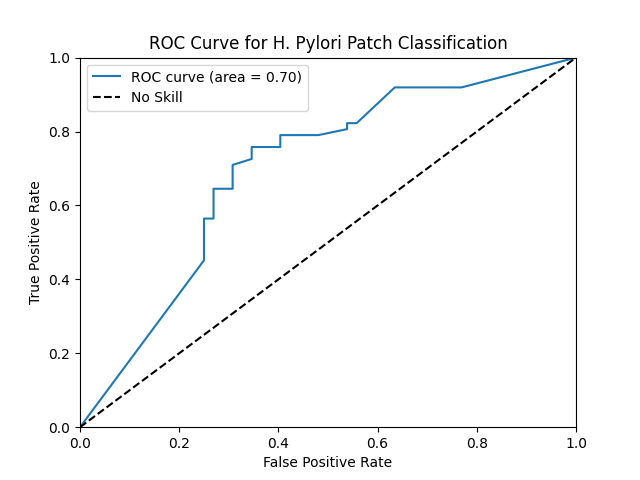 ROC Curve for H. Pylori Patch Classification
ROC curve (area = 0.70)
No Skill
True Positive Rate
1.0
0.8
0.6
0.4
0.2
0.0
0.0 0.2 0.4 0.6 0.8 1.0
False Positive Rate